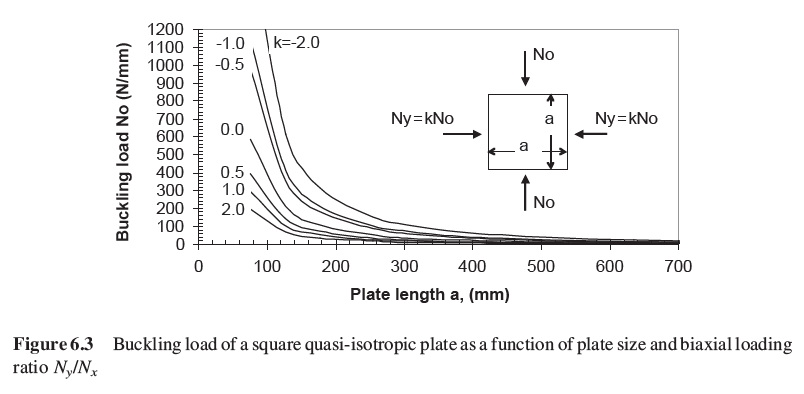 1200
1100
1000
900
800
700
600
500
400
300
200
100
0
Buckling load No (N/mm)
-1.0
k=-2.0
-0.5
0.0
0.5
1.0
2.0
No
Ny=kNo
a
Ny=kNo
a
No
0 100 200 300 400 500 600 700
Plate length a, (mm)
Figure 6.3 Buckling load of a square quasi-isotropic plate as a function of plate size and biaxial loading
ratio Ny/Nx